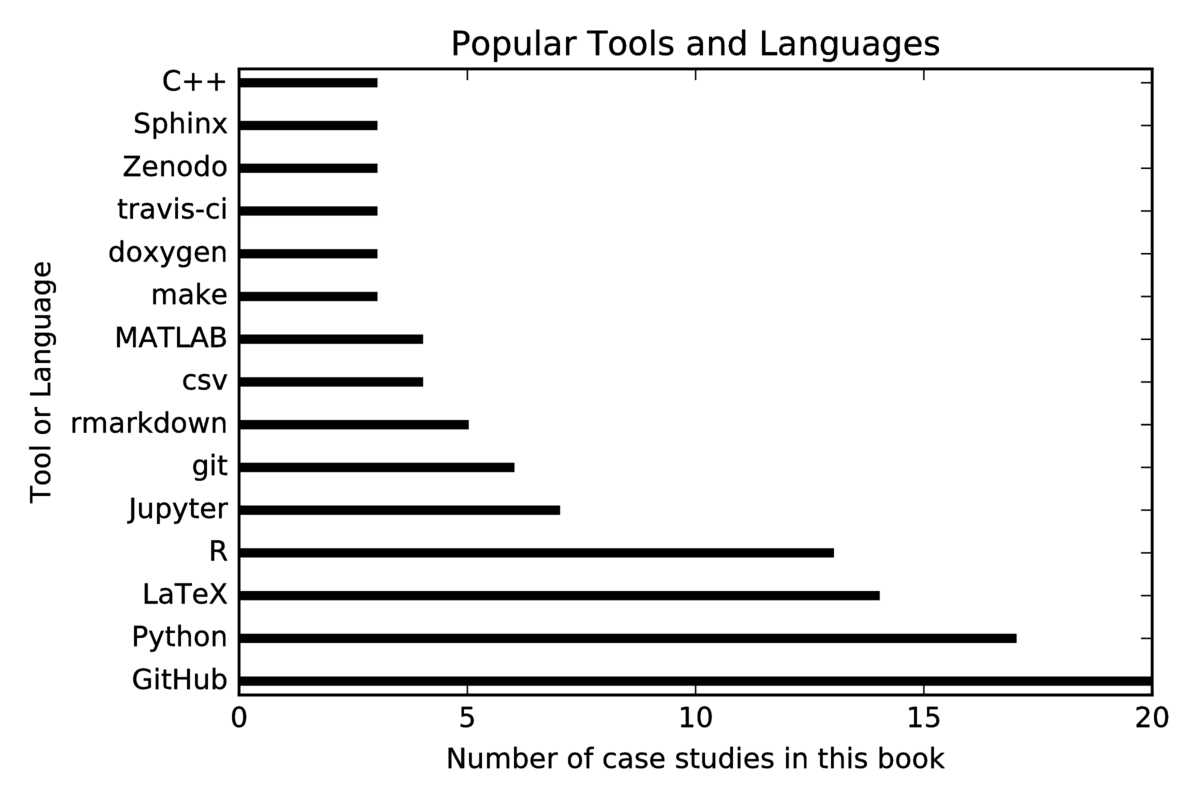 Popular Tools and Languages
C++
Sphinx
Zenodo
travis-ci
doxygen
make
MATLAB
csv
rmarkdown
git
Jupyter
R
LaTeX
Python
GitHub
Tool or Language
0 5 10 15 20
Number of case studies in this book